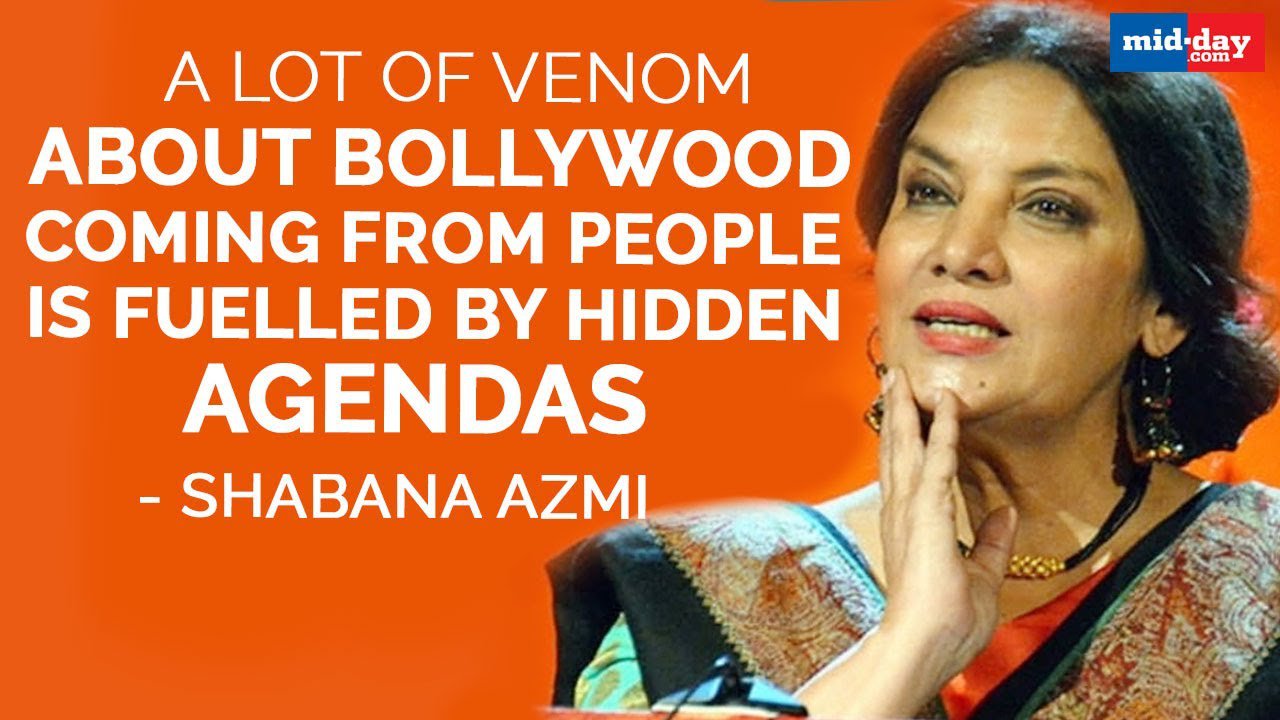 mid-day
.com
A LOT OF VENOM
ABOUT BOLLYWOOD
COMING FROM PEOPLE
IS FUELLED BY HIDDEN
AGENDAS
- SHABANA AZMI